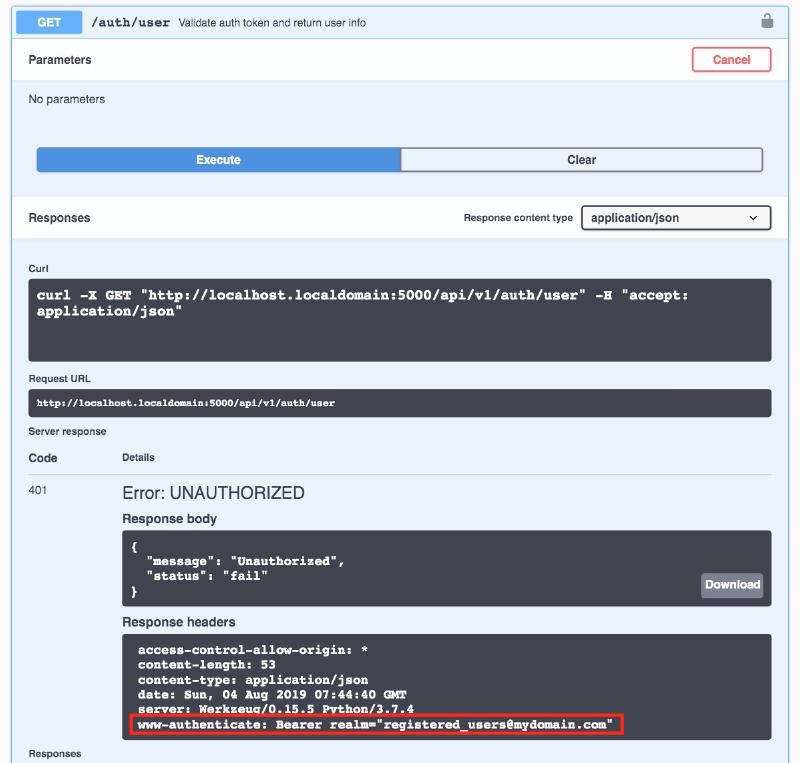 GET /auth/user Validate auth token and return user info
Parameters
Cancel
No parameters
Execute
Clear
Responses
Response content type
application/json
Curl
curl -X GET "http://localhost.localdomain:5000/api/v1/auth/user" -H "accept:
application/json"
Request URL
http://localhost.localdomain:5000/api/v1/auth/user
Server response
Code
Details
401
Error: UNAUTHORIZED
Response body
{
"message": "Unauthorized",
"status": "fail"
}
Download
Response headers
access-control-allow-origin: *
content-length: 53
content-type: application/json
date: Sun, 04 Aug 2019 07:44:40 GMT
server: Werkzeug/0.15.5 Python/3.7.4
www-authenticate: Bearer realm="registered_users@mydomain.com"
Responses